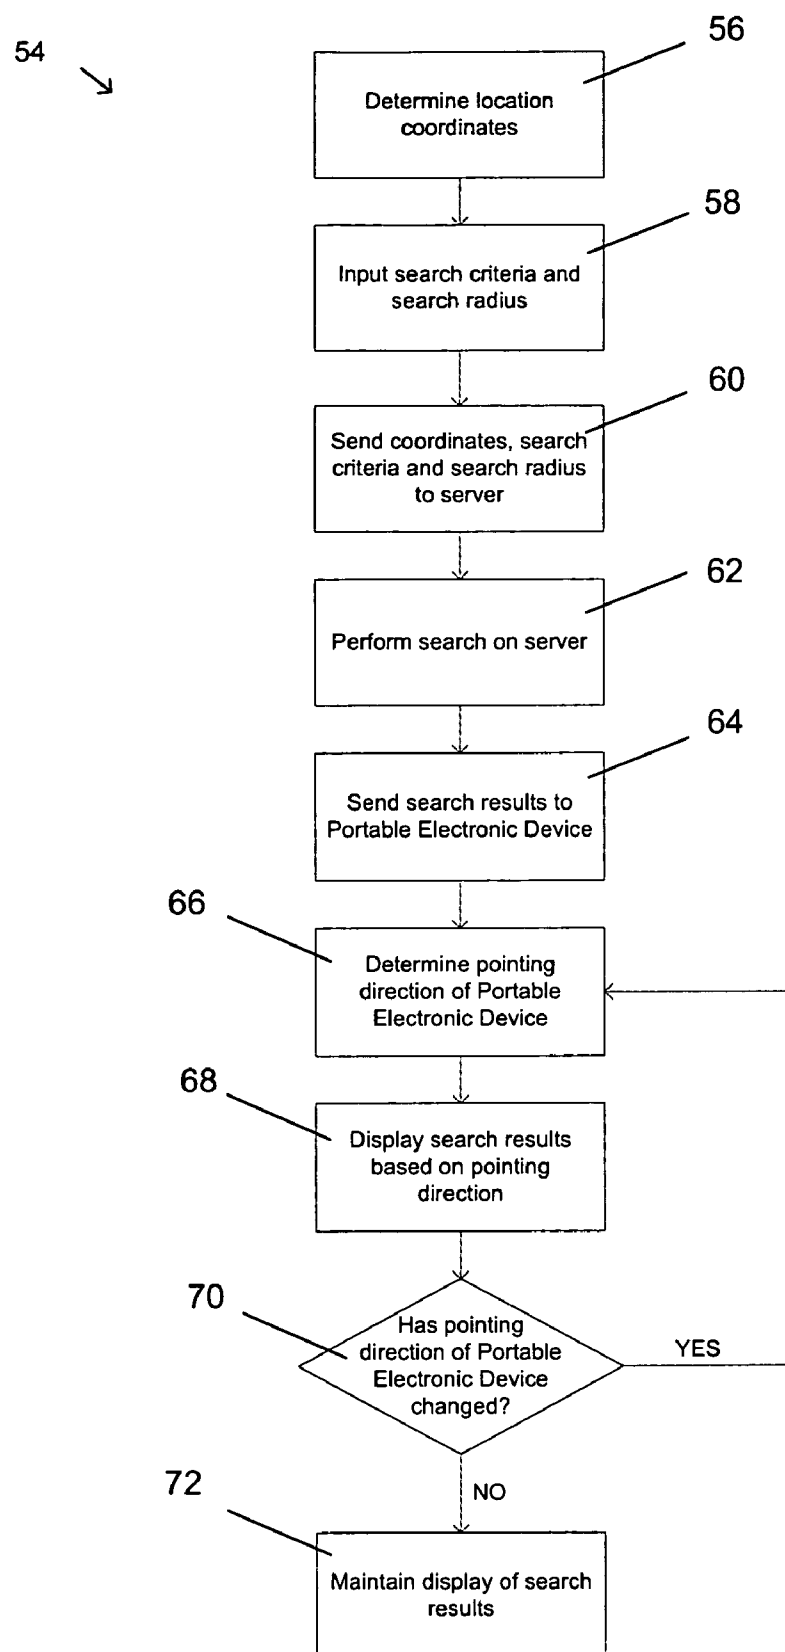 54
56
Determine location
coordinates
58
Input search criteria and
search radius
60
Send coordinates, search
criteria and search radius
to server
62
Perform search on server
64
Send search results to
Portable Electronic Device
66
Determine pointing
direction of Portable
Electronic Device
68
Display search results
based on pointing
direction
70
Has pointing
direction of Portable
Electronic Device
changed?
YES
NO
72
Maintain display of search
results